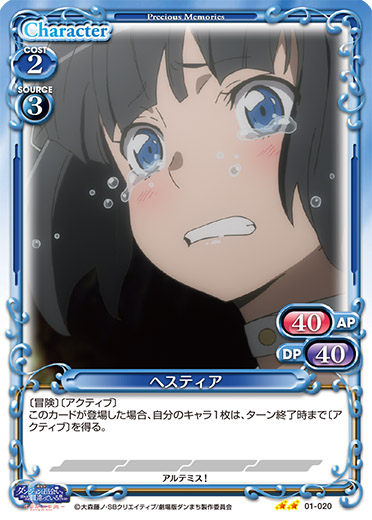 Precious Memories
Character
COST
2
SOURCE
3
40 AP
DP 40
ヘスティア
〔冒険〕〔アクティブ〕
このカードが登場した場合、自分のキャラ1枚は、ターン終了時まで〔ア
クティブ〕を得る。
アルテミス！
©大森藤ノ・SBクリエイティブ/劇場版ダンまち製作委員会
01-020